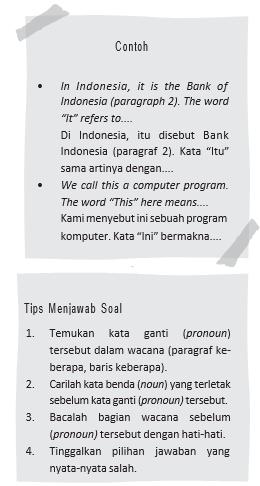 Contoh
• In Indonesia, it is the Bank of
Indonesia (paragraph 2). The word
“It” refers to....
Di Indonesia, itu disebut Bank
Indonesia (paragraf 2). Kata “Itu”
sama artinya dengan....
• We call this a computer program.
The word “This” here means....
Kami menyebut ini sebuah program
komputer. Kata “Ini” bermakna....
Tips Menjawab Soal
1. Temukan kata ganti (pronoun)
tersebut dalam wacana (paragraf ke-
berapa, baris keberapa).
2. Carilah kata benda (noun) yang terletak
sebelum kata ganti (pronoun) tersebut.
3. Bacalah bagian wacana sebelum
(pronoun) tersebut dengan hati-hati.
4. Tinggalkan pilihan jawaban yang
nyata-nyata salah.